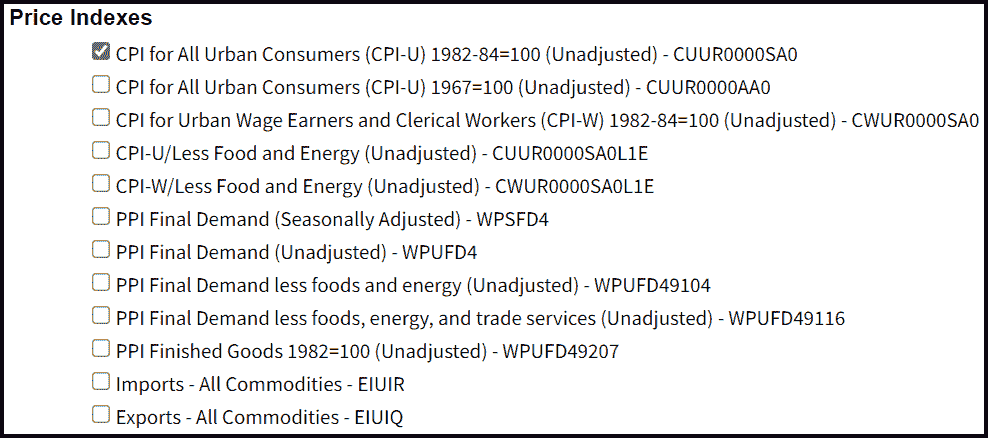 Price Indexes
CPI for All Urban Consumers (CPI-U) 1982-84=100 (Unadjusted) - CUUR0000SA0
CPI for All Urban Consumers (CPI-U) 1967=100 (Unadjusted) - CUUR0000AA0
CPI for Urban Wage Earners and Clerical Workers (CPI-W) 1982-84=100 (Unadjusted) - CWUR0000SA0
CPI-U/Less Food and Energy (Unadjusted) - CUUR0000SA0L1E
CPI-W/Less Food and Energy (Unadjusted) - CWUR0000SA0L1E
PPI Final Demand (Seasonally Adjusted) - WPSFD4
PPI Final Demand (Unadjusted) - WPUFD4
PPI Final Demand less foods and energy (Unadjusted) - WPUFD49104
PPI Final Demand less foods, energy, and trade services (Unadjusted) - WPUFD49116
PPI Finished Goods 1982=100 (Unadjusted) - WPUFD49207
Imports - All Commodities - EIUIR
Exports - All Commodities - EIUIQ